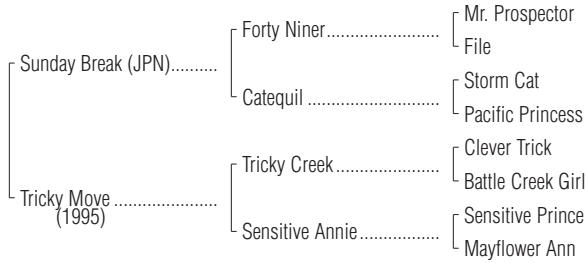 Mr. Prospector
Forty Niner
File
Sunday Break (JPN)
Storm Cat
Catequil
Pacific Princess
Clever Trick
Tricky Creek
Battle Creek Girl
Tricky Move
(1995)
Sensitive Prince
Sensitive Annie
Mayflower Ann